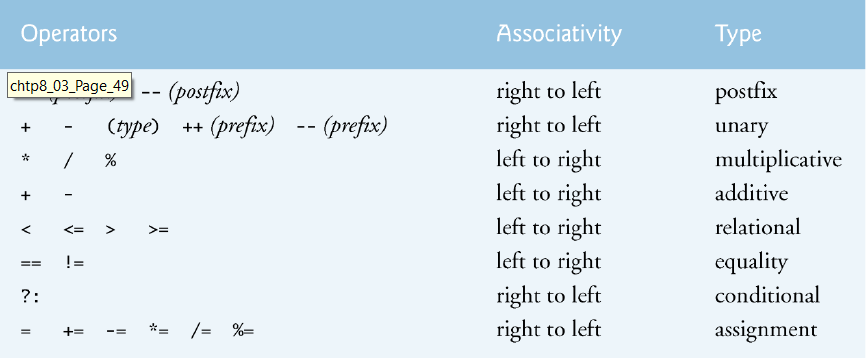 Operators Associativity Type
chtp8_03_Page_49 -- (postfix) right to left postfix
+ - (type) ++ (prefix) -- (prefix) right to left unary
* / % left to right multiplicative
+ - left to right additive
< <= > >= left to right relational
== != left to right equality
?: right to left conditional
= += -= *= /= %= right to left assignment